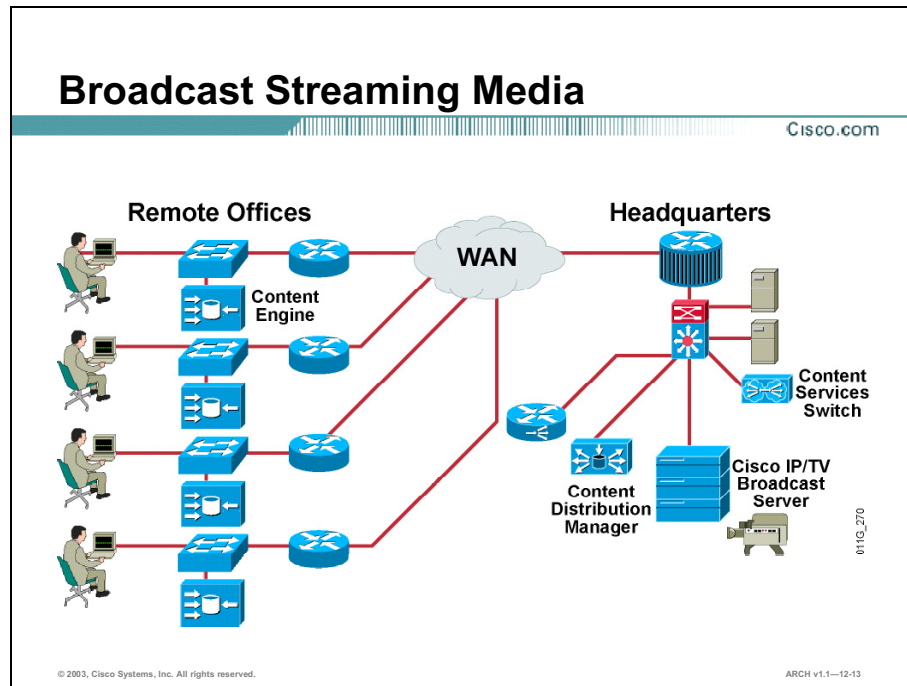 Broadcast Streaming Media
Cisco.com
Remote Offices
Headquarters
WAN
Content
Engine
Content
Services
Switch
Cisco IP/TV
Broadcast
Server
Content
Distribution
Manager
011G_270
© 2003, Cisco Systems, Inc. All rights reserved.
ARCH v1.1—12-13